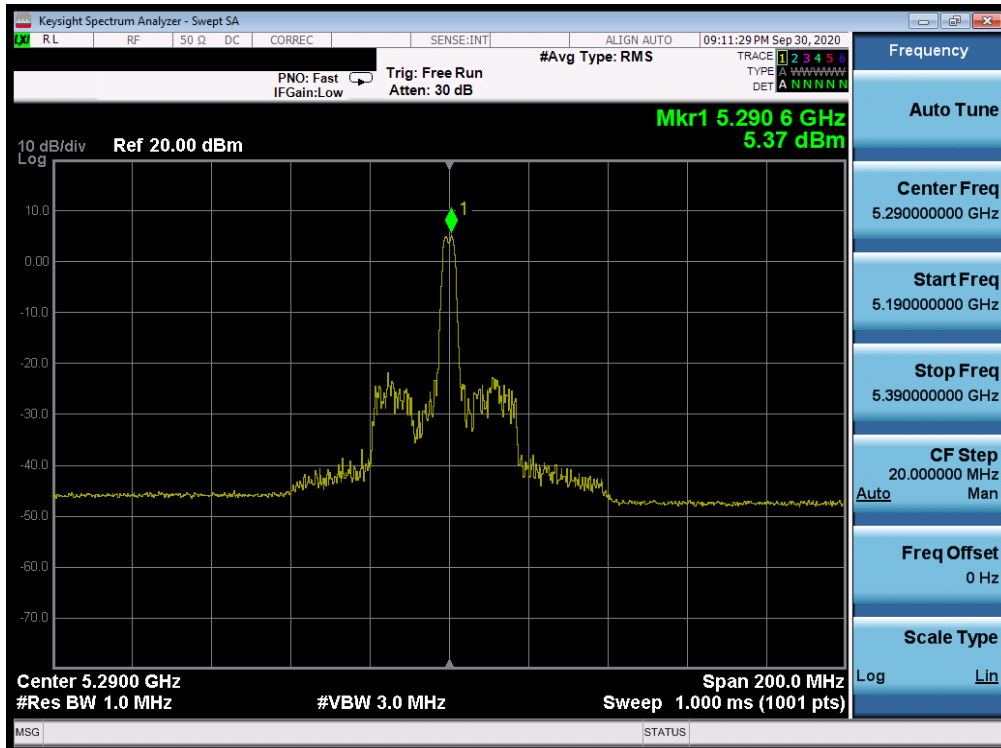 Keysight Spectrum Analyzer - Swept SA
LXI RL RF 50 Ω DC CORREC SENSE:INT ALIGN AUTO 09:11:29 PM Sep 30, 2020
#Avg Type: RMS
TRACE 1 2 3 4 5 6
TYPE A WWWWW
DET A N N N N N
PNO: Fast
IFGain:Low
Trig: Free Run
Atten: 30 dB
Mkr1 5.290 6 GHz
5.37 dBm
10 dB/div Ref 20.00 dBm
Log
10.0
0.00
-10.0
-20.0
-30.0
-40.0
-50.0
-60.0
-70.0
1
Center 5.2900 GHz
Span 200.0 MHz
#Res BW 1.0 MHz
#VBW 3.0 MHz
Sweep 1.000 ms (1001 pts)
MSG
STATUS
Frequency
Auto Tune
Center Freq
5.290000000 GHz
Start Freq
5.190000000 GHz
Stop Freq
5.390000000 GHz
CF Step
20.000000 MHz
Auto Man
Freq Offset
0 Hz
Scale Type
Log Lin